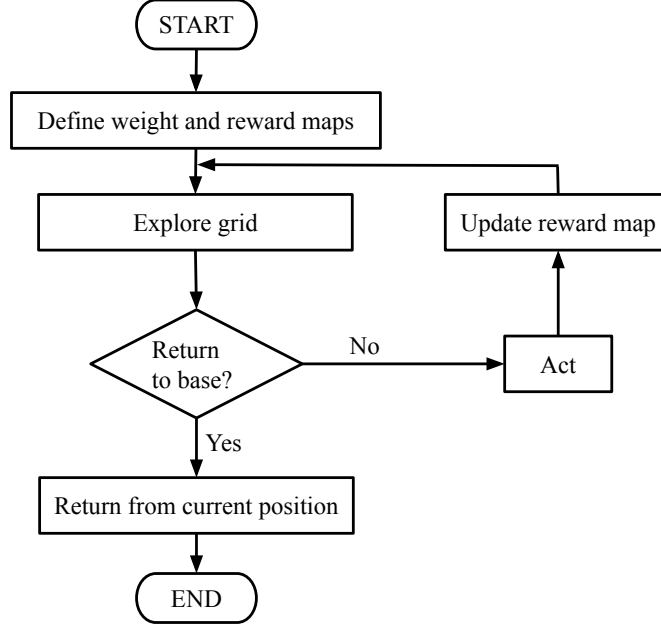 START
Define weight and reward maps
Explore grid
Update reward map
Return
to base?
No
Act
Yes
Return from current position
END